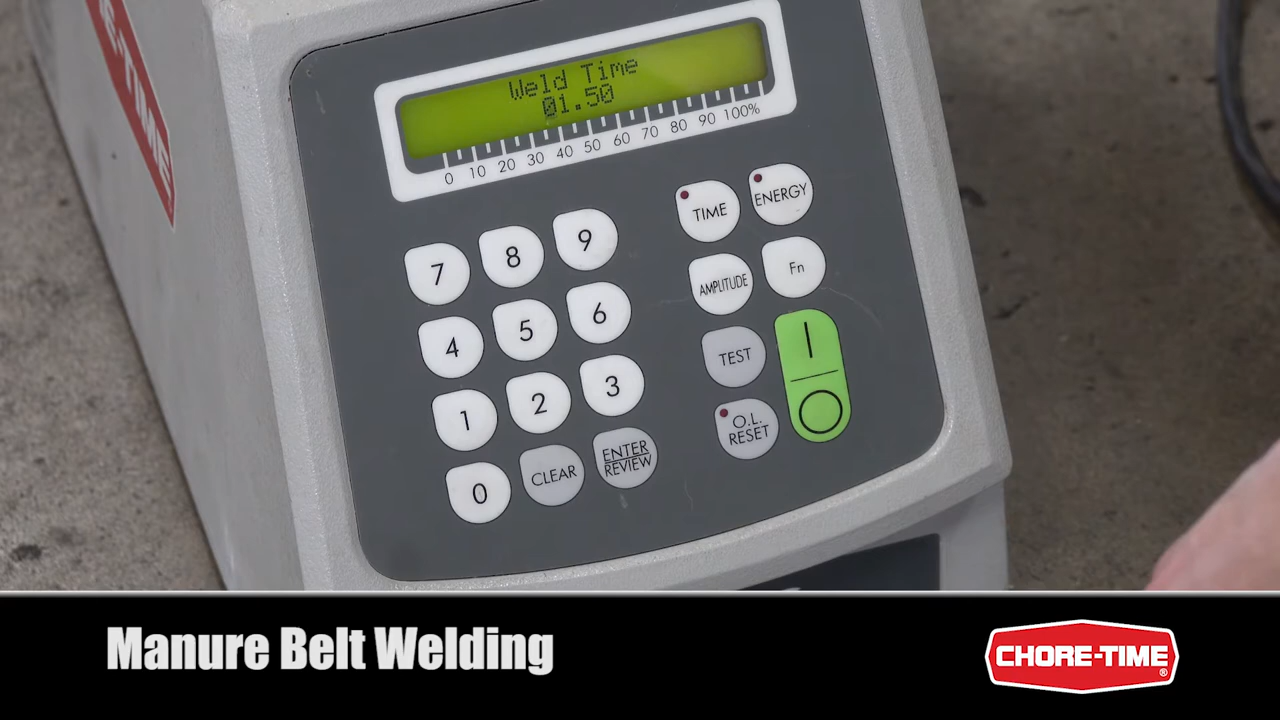 E-TIME
Weld Time
01.50
0 10 20 30 40 50 60 70 80 90 100%
7 8 9
4 5 6
1 2 3
0 CLEAR ENTER
REVIEW
TIME ENERGY
AMPLITUDE Fn
TEST
O.L.
RESET
Manure Belt Welding
CHORE-TIME®